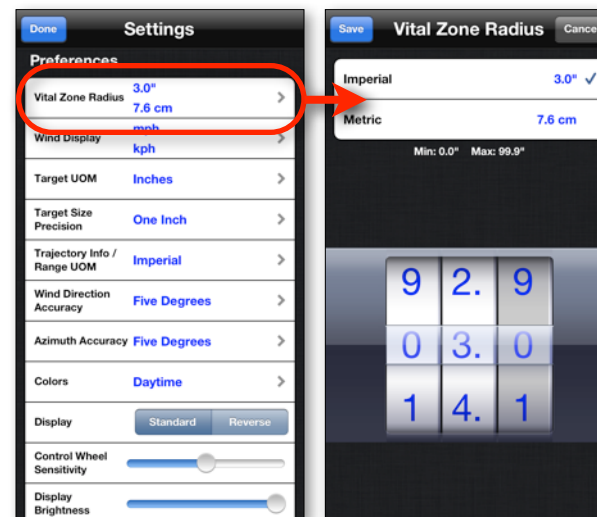 Done Settings
Preferences
Vital Zone Radius 3.0"
7.6 cm
Wind Display mph
kph
Target UOM Inches
Target Size
Precision One Inch
Trajectory Info /
Range UOM Imperial
Wind Direction
Accuracy Five Degrees
Azimuth Accuracy Five Degrees
Colors Daytime
Display Standard Reverse
Control Wheel
Sensitivity
Display
Brightness
Save Vital Zone Radius Cance
Imperial 3.0" ✓
Metric 7.6 cm
Min: 0.0" Max: 99.9"
9 2. 9
0 3. 0
1 4. 1